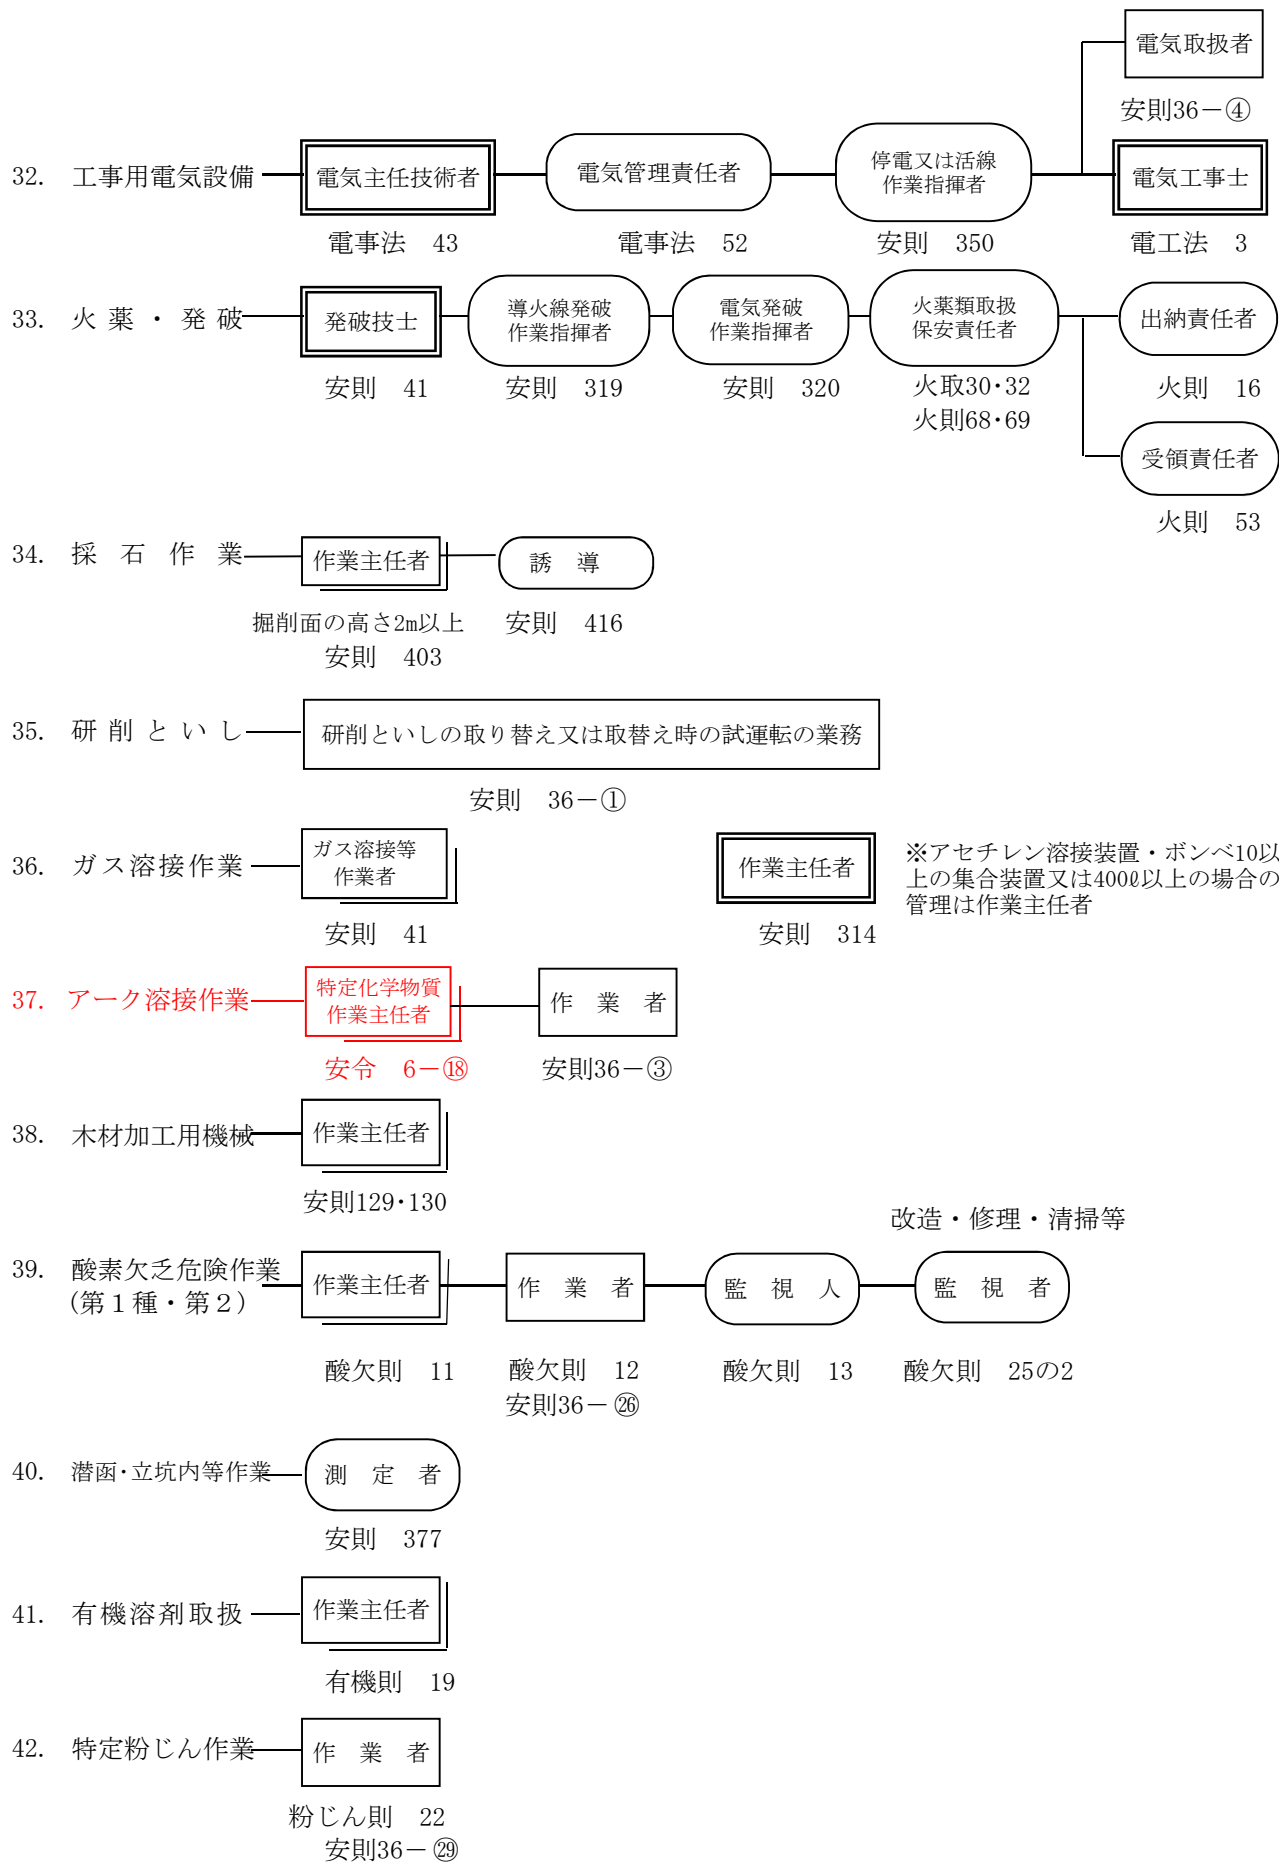 電気取扱者
安則36－④
32. 工事用電気設備
電気主任技術者
電気管理責任者
停電又は活線
作業指揮者
電気工事士
電事法 43
電事法 52
安則 350
電工法 3
33. 火薬・発破
発破技士
導火線発破
作業指揮者
電気発破
作業指揮者
火薬類取扱
保安責任者
出納責任者
安則 41
安則 319
安則 320
火取30・32
火則68・69
火則 16
受領責任者
火則 53
34. 採石作業
作業主任者
誘導
掘削面の高さ2m以上
安則 403
安則 416
35. 研削といし
研削といしの取り替え又は取替え時の試運転の業務
安則 36－①
36. ガス溶接作業
ガス溶接等
作業者
作業主任者
※アセチレン溶接装置・ボンベ10以
上の集合装置又は400ℓ以上の場合の
管理は作業主任者
安則 41
安則 314
37. アーク溶接作業
特定化学物質
作業主任者
作業者
安令 6－⑱
安則36－③
38. 木材加工用機械
作業主任者
安則129・130
改造・修理・清掃等
39. 酸素欠乏危険作業
(第１種・第２)
作業主任者
作業者
監視人
監視者
酸欠則 11
酸欠則 12
安則36－㉖
酸欠則 13
酸欠則 25の2
40. 潜函・立坑内等作業
測定者
安則 377
41. 有機溶剤取扱
作業主任者
有機則 19
42. 特定粉じん作業
作業者
粉じん則 22
安則36－㉙